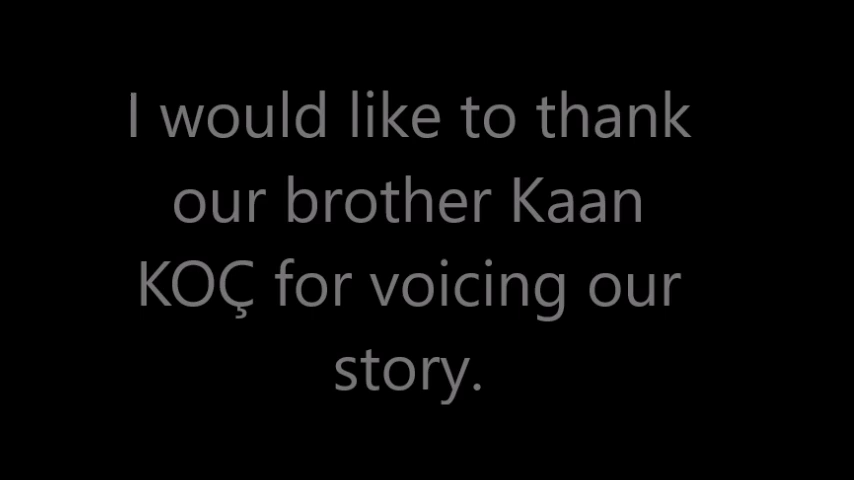 I would like to thank
our brother Kaan
KOÇ for voicing our
story.